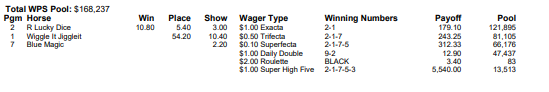 Total WPS Pool: $168,237
Pgm Horse Win Place Show Wager Type Winning Numbers Payoff Pool
2 R Lucky Dice 10.80 5.40 3.00 $1.00 Exacta 2-1 179.10 121,895
1 Wiggle It Jiggleit 54.20 10.40 $0.50 Trifecta 2-1-7 243.25 81,105
7 Blue Magic 2.20 $0.10 Superfecta 2-1-7-5 312.33 66,176
$1.00 Daily Double 9-2 12.90 47,437
$2.00 Roulette BLACK 3.40 83
$1.00 Super High Five 2-1-7-5-3 5,540.00 13,513